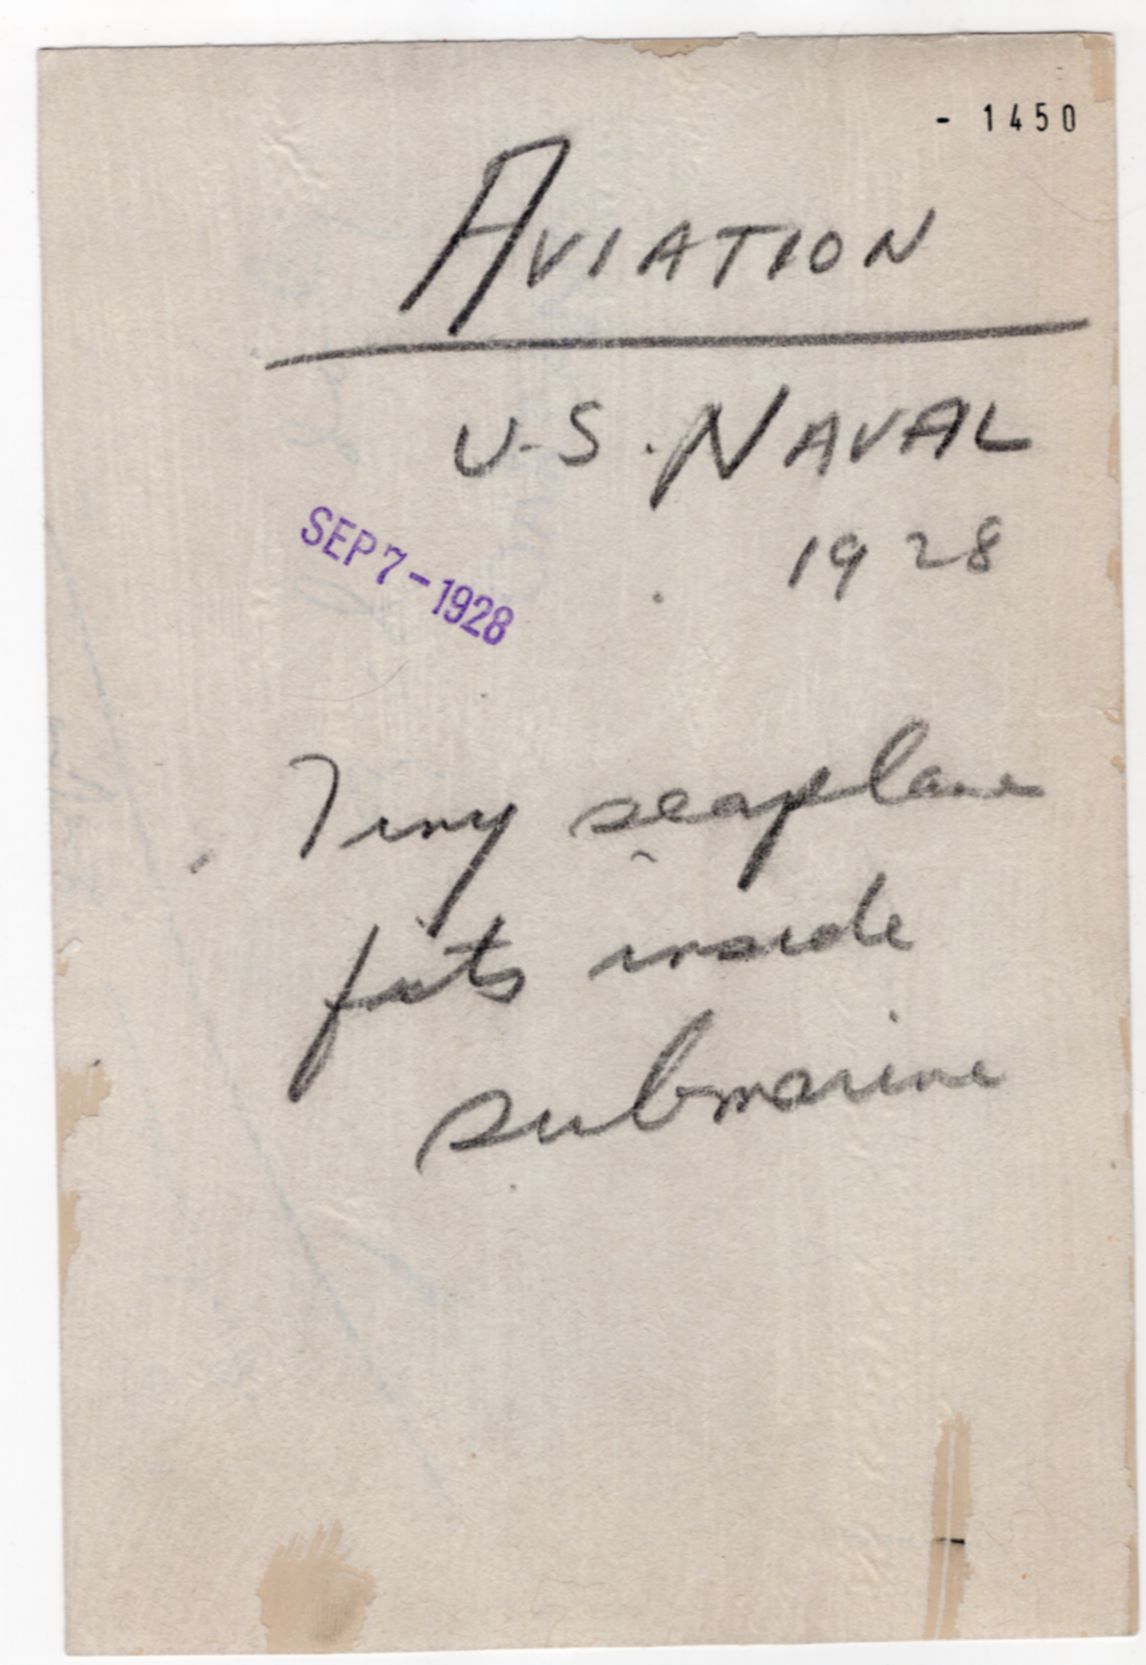 - 1450
AVIATION
U.S. NAVAL
1928
SEP 7-1928
Tiny seaplane
fits inside
submarine